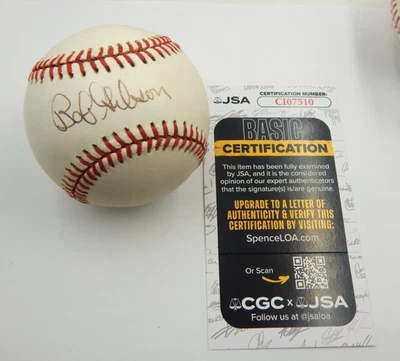 Bob Gibson
JSA
CERTIFICATION NUMBER:
CI07510
BASIC
CERTIFICATION
This item has been fully examined
by JSA, and it is the considered
opinion of our expert authenticators
that the signature(s) is/are genuine.
UPGRADE TO A LETTER OF
AUTHENTICITY & VERIFY THIS
CERTIFICATION BY VISITING:
SpenceLOA.com
Or Scan
CGC x JSA
Follow us at @jsaloa